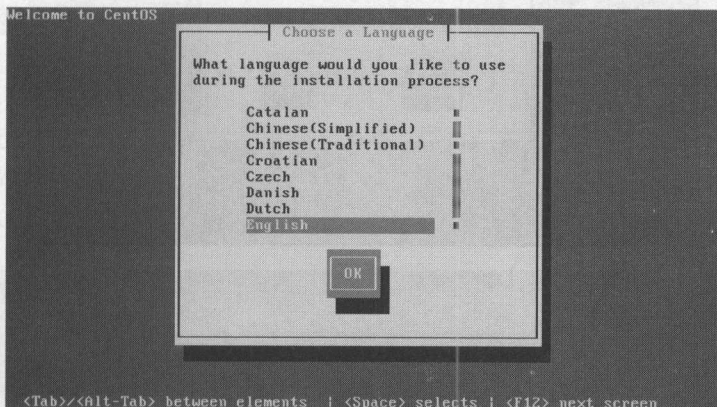 Welcome to CentOS
Choose a Language
What language would you like to use
during the installation process?
Catalan
Chinese(Simplified)
Chinese(Traditional)
Croatian
Czech
Danish
Dutch
English
OK
<Tab>/<Alt-Tab> between elements | <Space> selects | <F12> next screen